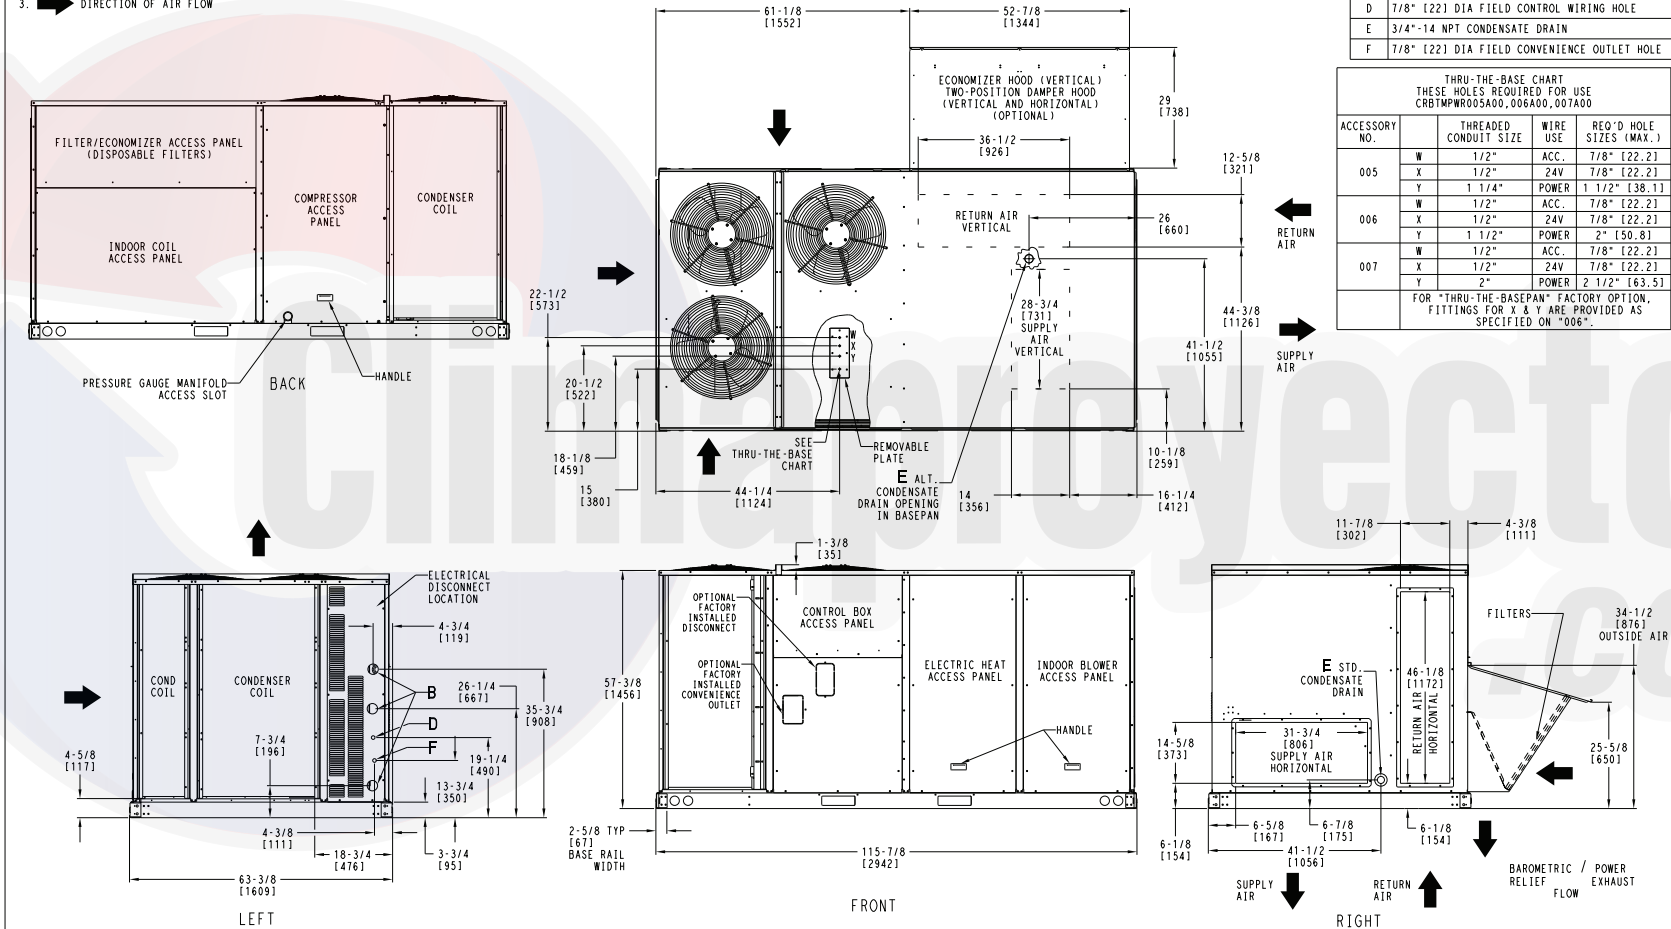 3. DIRECTION OF AIR FLOW
61-1/8
[1552]
52-7/8
[1344]
D 7/8" [22] DIA FIELD CONTROL WIRING HOLE
E 3/4"-14 NPT CONDENSATE DRAIN
F 7/8" [22] DIA FIELD CONVENIENCE OUTLET HOLE
THRU-THE-BASE CHART
THESE HOLES REQUIRED FOR USE
CRBTMPWR005A00,006A00,007A00
ACCESSORY NO. THREADED CONDUIT SIZE WIRE USE REQ'D HOLE SIZES (MAX.)
005
W 1/2" ACC. 7/8" [22.2]
X 1/2" 24V 7/8" [22.2]
Y 1 1/4" POWER 1 1/2" [38.1]
006
W 1/2" ACC. 7/8" [22.2]
X 1/2" 24V 7/8" [22.2]
Y 1 1/2" POWER 2" [50.8]
007
W 1/2" ACC. 7/8" [22.2]
X 1/2" 24V 7/8" [22.2]
Y 2" POWER 2 1/2" [63.5]
FOR "THRU-THE-BASEPAN" FACTORY OPTION,
FITTINGS FOR X & Y ARE PROVIDED AS
SPECIFIED ON "006".
FILTER/ECONOMIZER ACCESS PANEL
(DISPOSABLE FILTERS)
INDOOR COIL
ACCESS PANEL
COMPRESSOR
ACCESS
PANEL
CONDENSER
COIL
PRESSURE GAUGE MANIFOLD
ACCESS SLOT
BACK
HANDLE
ECONOMIZER HOOD (VERTICAL)
TWO-POSITION DAMPER HOOD
(VERTICAL AND HORIZONTAL)
(OPTIONAL)
29
[738]
36-1/2
[926]
12-5/8
[321]
RETURN AIR
VERTICAL
26
[660]
RETURN
AIR
SUPPLY
AIR
22-1/2
[573]
20-1/2
[522]
18-1/8
[459]
15
[380]
W
X
Y
28-3/4
[731]
SUPPLY
AIR
VERTICAL
44-3/8
[1126]
41-1/2
[1055]
SEE
THRU-THE-BASE
CHART
REMOVABLE
PLATE
E ALT.
CONDENSATE
DRAIN OPENING
IN BASEPAN
44-1/4
[1124]
14
[356]
10-1/8
[259]
16-1/4
[412]
Climaproyecto
.co
ELECTRICAL
DISCONNECT
LOCATION
4-3/4
[119]
COND
COIL
CONDENSER
COIL
B
26-1/4
[667]
35-3/4
[908]
D
F
7-3/4
[196]
19-1/4
[490]
4-5/8
[117]
13-3/4
[350]
4-3/8
[111]
18-3/4
[476]
3-3/4
[95]
63-3/8
[1609]
LEFT
1-3/8
[35]
OPTIONAL
FACTORY
INSTALLED
DISCONNECT
CONTROL BOX
ACCESS PANEL
OPTIONAL
FACTORY
INSTALLED
CONVENIENCE
OUTLET
57-3/8
[1456]
ELECTRIC HEAT
ACCESS PANEL
INDOOR BLOWER
ACCESS PANEL
HANDLE
2-5/8 TYP
[67]
BASE RAIL
WIDTH
115-7/8
[2942]
FRONT
11-7/8
[302]
4-3/8
[111]
FILTERS
34-1/2
[876]
OUTSIDE AIR
E STD.
CONDENSATE
DRAIN
46-1/8
[1172]
RETURN AIR
HORIZONTAL
14-5/8
[373]
31-3/4
[806]
SUPPLY AIR
HORIZONTAL
25-5/8
[650]
6-1/8
[154]
6-5/8
[167]
6-7/8
[175]
6-1/8
[154]
41-1/2
[1056]
SUPPLY
AIR
RETURN
AIR
BAROMETRIC / POWER
RELIEF EXHAUST
FLOW
RIGHT